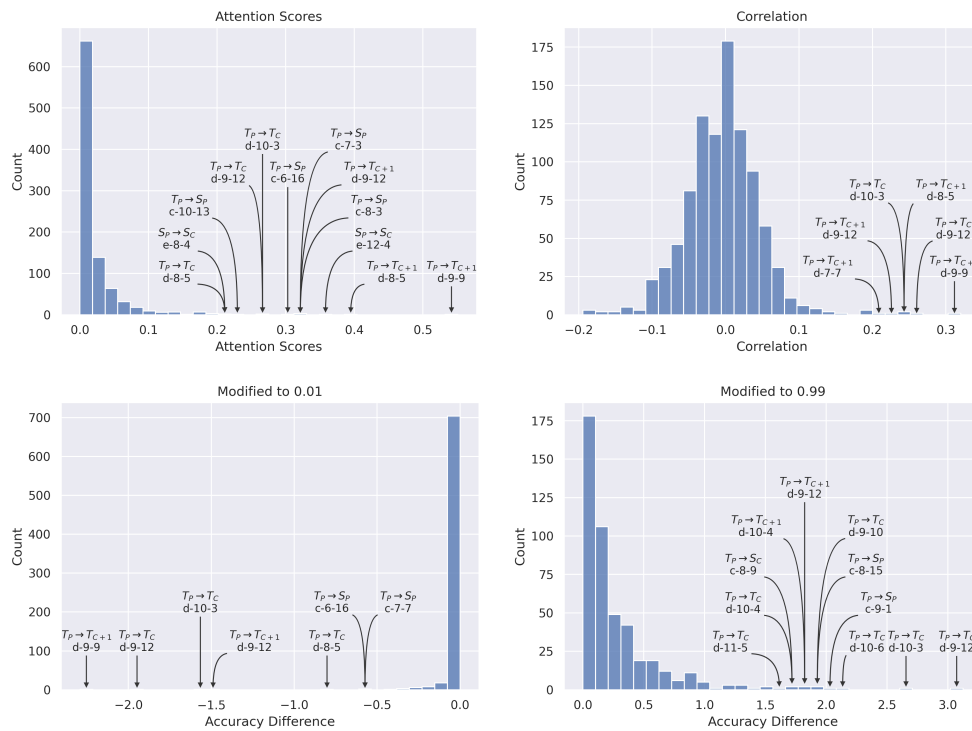 Attention Scores
Count
600
500
400
300
200
100
0
T_P→T_C
d-10-3
T_P→S_P
c-7-3
T_P→T_C
d-9-12
T_P→S_P
c-6-16
T_P→T_{C+1}
d-9-12
T_P→S_P
c-10-13
T_P→S_P
c-8-3
S_P→S_C
e-8-4
S_P→S_C
e-12-4
T_P→T_C
d-8-5
T_P→T_{C+1}
d-8-5
T_P→T_{C+1}
d-9-9
0.0 0.1 0.2 0.3 0.4 0.5
Attention Scores
Correlation
Count
175
150
125
100
75
50
25
0
T_P→T_C
d-10-3
T_P→T_{C+1}
d-8-5
T_P→T_{C+1}
d-9-12
T_P→T_C
d-9-12
T_P→T_{C+1}
d-7-7
T_P→T_{C+
d-9-9
−0.2 −0.1 0.0 0.1 0.2 0.3
Correlation
Modified to 0.01
Count
700
600
500
400
300
200
100
0
T_P→T_C
d-10-3
T_P→S_P
c-6-16
T_P→S_P
c-7-7
T_P→T_{C+1}
d-9-9
T_P→T_C
d-9-12
T_P→T_{C+1}
d-9-12
T_P→T_C
d-8-5
−2.0 −1.5 −1.0 −0.5 0.0
Accuracy Difference
Modified to 0.99
Count
175
150
125
100
75
50
25
0
T_P→T_{C+1}
d-9-12
T_P→T_{C+1}
d-10-4
T_P→T_C
d-9-10
T_P→S_C
c-8-9
T_P→S_P
c-8-15
T_P→T_C
d-10-4
T_P→S_P
c-9-1
T_P→T_C
d-11-5
T_P→T_C
d-10-6
T_P→T_C
d-10-3
T_P→T_C
d-9-12
0.0 0.5 1.0 1.5 2.0 2.5 3.0
Accuracy Difference